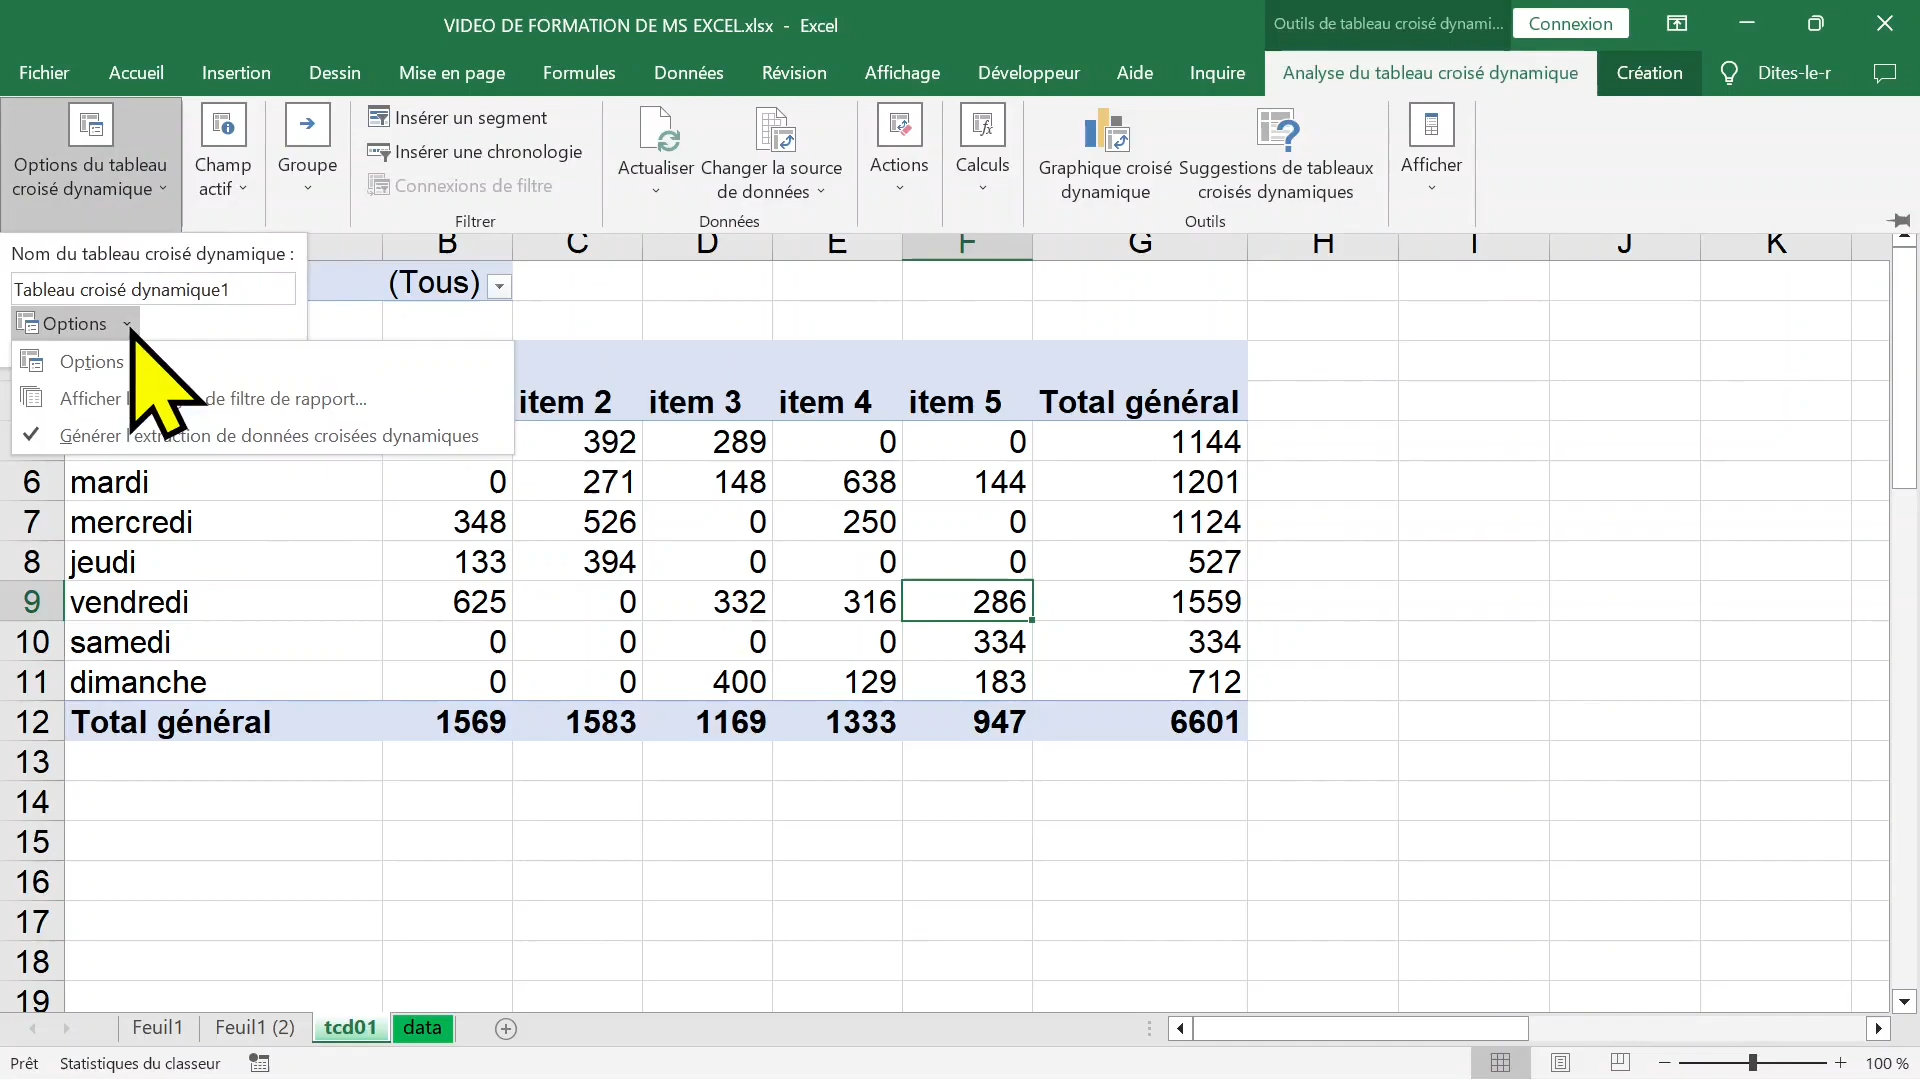 VIDEO DE FORMATION DE MS EXCEL.xlsx - Excel
Outils de tableau croisé dynami...
Connexion
Fichier Accueil Insertion Dessin Mise en page Formules Données Révision Affichage Développeur Aide Inquire Analyse du tableau croisé dynamique Création Dites-le-r
Options du tableau
croisé dynamique
Champ
actif
Groupe
Insérer un segment
Insérer une chronologie
Connexions de filtre
Filtrer
Actualiser
Changer la source
de données
Données
Actions
Calculs
Graphique croisé
dynamique
Suggestions de tableaux
croisés dynamiques
Outils
Afficher
Nom du tableau croisé dynamique :
Tableau croisé dynamique1
Options
Options
Afficher de filtre de rapport...
Générer l'extraction de données croisées dynamiques
B C D E F G H I J K
(Tous)
item 2 item 3 item 4 item 5 Total général
392 289 0 0 1144
6 mardi 0 271 148 638 144 1201
7 mercredi 348 526 0 250 0 1124
8 jeudi 133 394 0 0 0 527
9 vendredi 625 0 332 316 286 1559
10 samedi 0 0 0 0 334 334
11 dimanche 0 0 400 129 183 712
12 Total général 1569 1583 1169 1333 947 6601
13
14
15
16
17
18
19
Feuil1 Feuil1 (2) tcd01 data
Prêt Statistiques du classeur 100 %